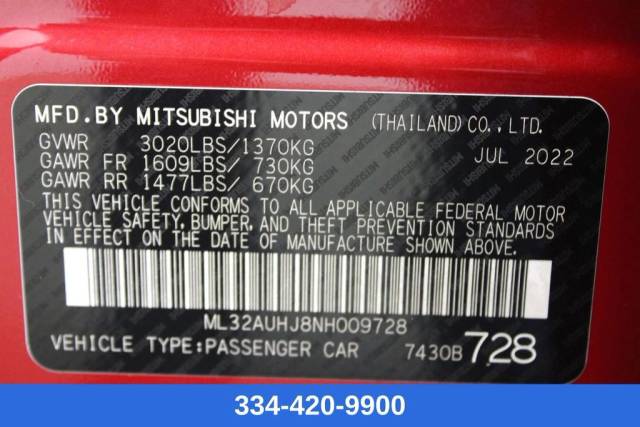 MFD.BY MITSUBISHI MOTORS (THAILAND)CO.,LTD.
GVWR 3020LBS/1370KG
JUL 2022
GAWR FR 1609LBS/ 730KG
GAWR RR 1477LBS/ 670KG
THIS VEHICLE CONFORMS TO ALL APPLICABLE FEDERAL MOTOR
VEHICLE SAFETY, BUMPER, AND THEFT PREVENTION STANDARDS
IN EFFECT ON THE DATE OF MANUFACTURE SHOWN ABOVE.
ML32AUHJ8NH009728
VEHICLE TYPE:PASSENGER CAR 7430B 728
334-420-9900